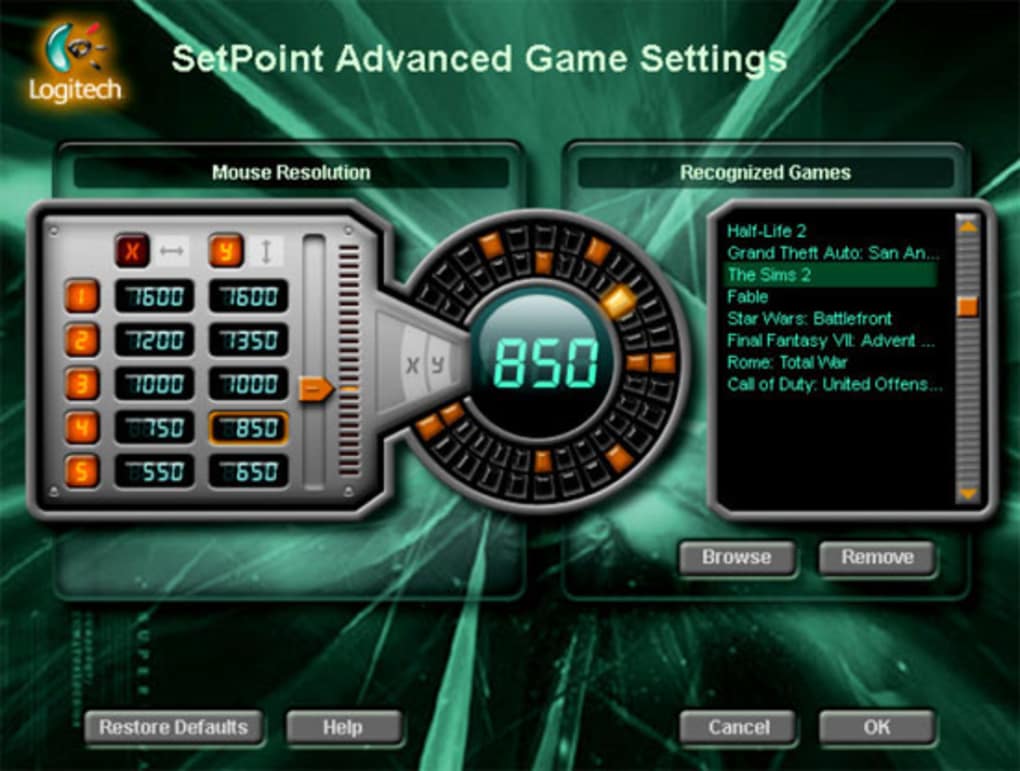 Logitech
SetPoint Advanced Game Settings
Mouse Resolution
Recognized Games
X Y
1 1600 1600
2 1200 1350
3 1000 1000
4 750 850
5 550 650
X Y
850
Half-Life 2
Grand Theft Auto: San An...
The Sims 2
Fable
Star Wars: Battlefront
Final Fantasy VII: Advent ...
Rome: Total War
Call of Duty: United Offens...
Browse
Remove
Restore Defaults
Help
Cancel
OK